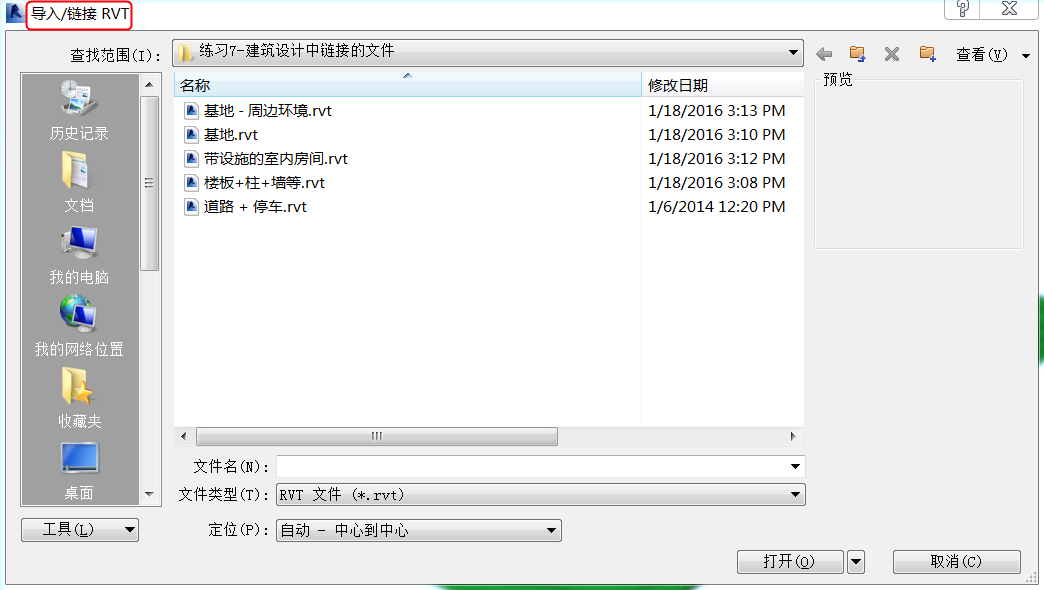 导入/链接 RVT
查找范围(I): 练习7-建筑设计中链接的文件 查看(V)
预览
名称 修改日期
基地 - 周边环境.rvt 1/18/2016 3:13 PM
基地.rvt 1/18/2016 3:10 PM
带设施的室内房间.rvt 1/18/2016 3:12 PM
楼板+柱+墙等.rvt 1/18/2016 3:08 PM
道路 + 停车.rvt 1/6/2014 12:20 PM
历史记录
文档
我的电脑
我的网络位置
收藏夹
桌面
文件名(N):
文件类型(T): RVT 文件 (*.rvt)
工具(L) 定位(P): 自动 - 中心到中心
打开(O) 取消(C)